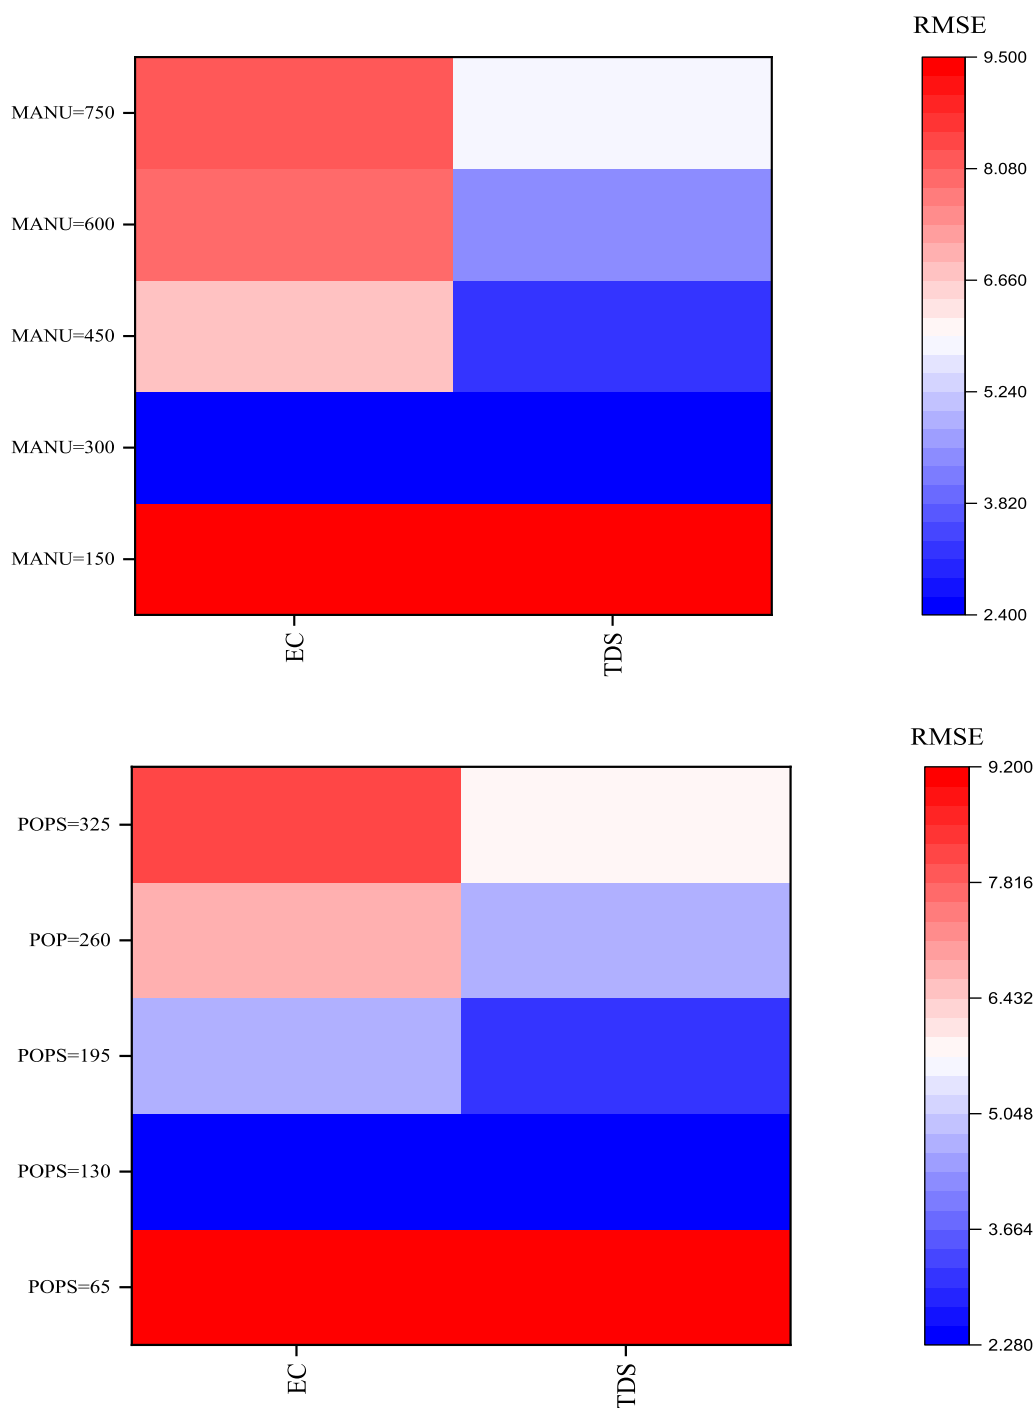 RMSE
9.500
MANU=750
8.080
MANU=600
6.660
MANU=450
5.240
MANU=300
3.820
MANU=150
2.400
EC
TDS
RMSE
9.200
POPS=325
7.816
POP=260
6.432
POPS=195
5.048
POPS=130
3.664
POPS=65
2.280
EC
TDS